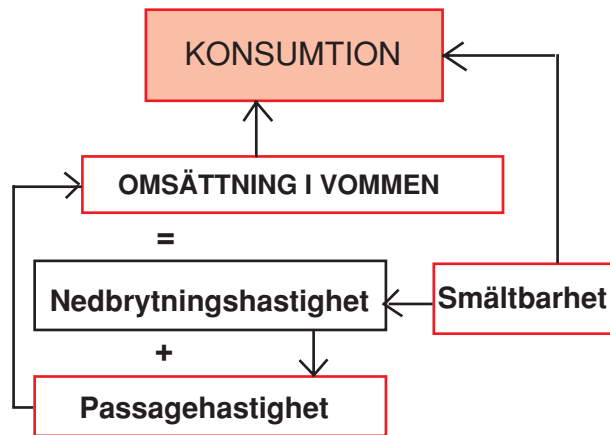 KONSUMTION
OMSÄTTNING I VOMMEN
=
Nedbrytningshastighet
Smältbarhet
+
Passagehastighet